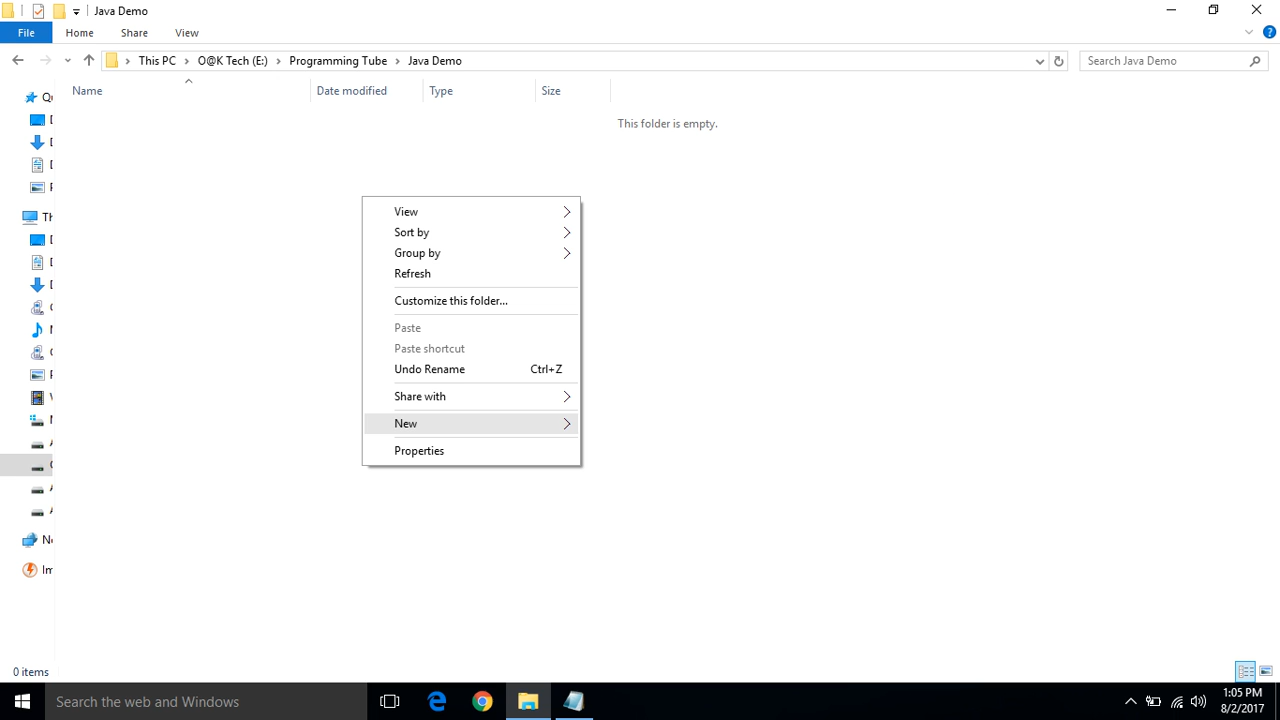 Java Demo
File Home Share View
This PC O@K Tech (E:) Programming Tube Java Demo Search Java Demo
Name Date modified Type Size
This folder is empty.
View
Sort by
Group by
Refresh
Customize this folder...
Paste
Paste shortcut
Undo Rename Ctrl+Z
Share with
New
Properties
0 items
Search the web and Windows
1:05 PM
8/2/2017